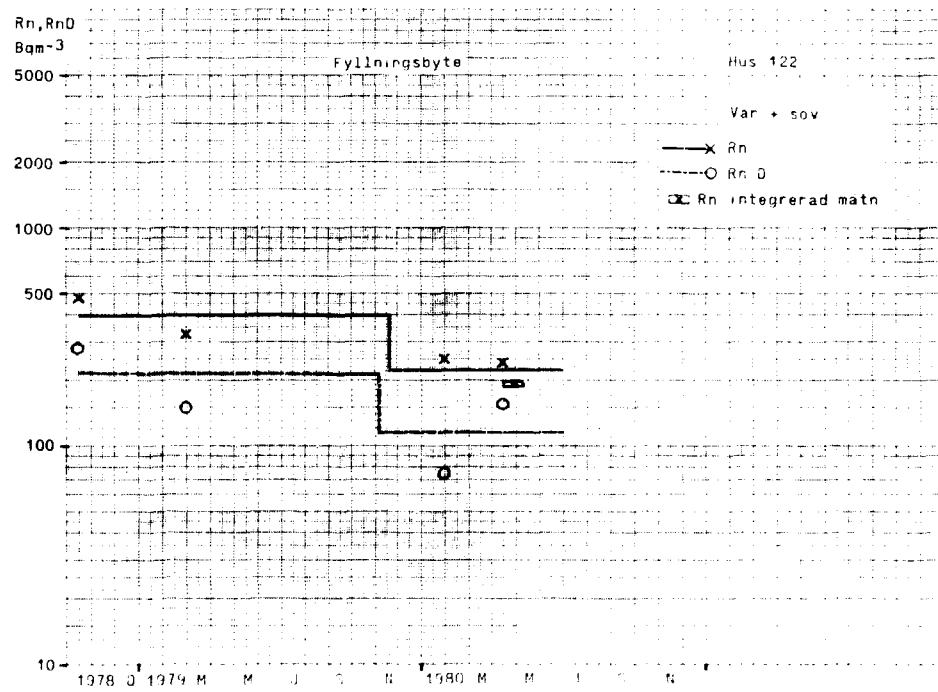 Rn,RnD
Bqm-3
Fyllningsbyte
Hus 122
5000
Var + sov
Rn
Rn D
Rn integrerad matn
2000
1000
500
100
10
1978 1979 M M J S N 1980 M M N